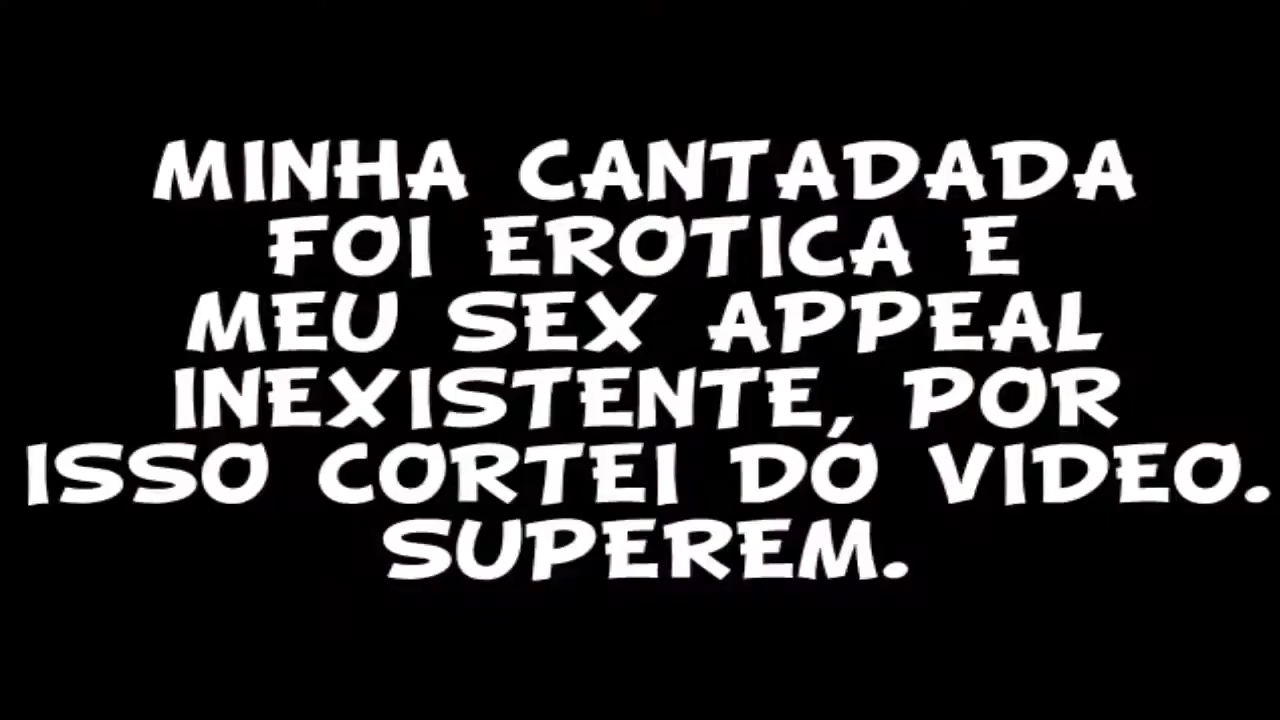 MINHA CANTADADA
FOI EROTICA E
MEU SEX APPEAL
INEXISTENTE, POR
ISSO CORTEI DO VIDEO.
SUPEREM.